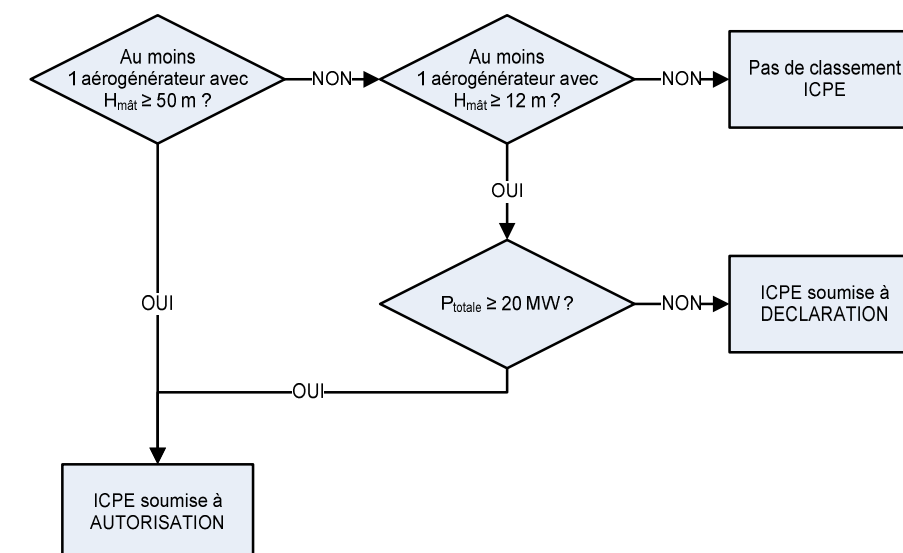 Au moins
1 aérogénérateur avec
Hmât ≥ 50 m ?
NON
Au moins
1 aérogénérateur avec
Hmât ≥ 12 m ?
NON
Pas de classement
ICPE
OUI
OUI
Ptotale ≥ 20 MW ?
NON
ICPE soumise à
DECLARATION
OUI
ICPE soumise à
AUTORISATION